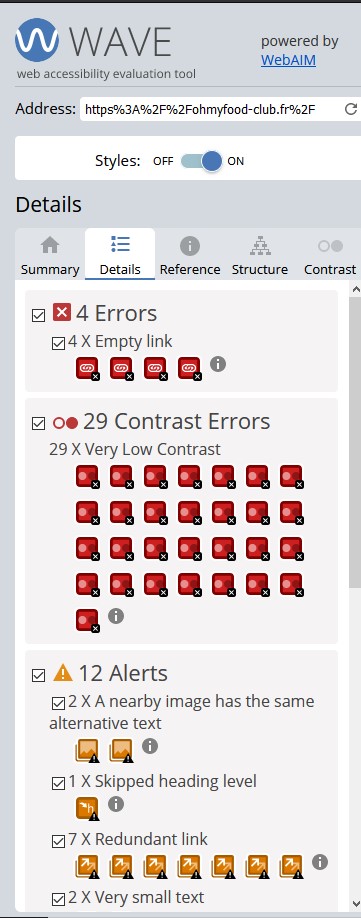 WAVE
web accessibility evaluation tool
powered by
WebAIM
Address: https%3A%2F%2Fohmyfood-club.fr%2F
Styles: OFF ON
Details
Summary Details Reference Structure Contrast
4 Errors
4 X Empty link
29 Contrast Errors
29 X Very Low Contrast
12 Alerts
2 X A nearby image has the same
alternative text
1 X Skipped heading level
7 X Redundant link
2 X Very small text